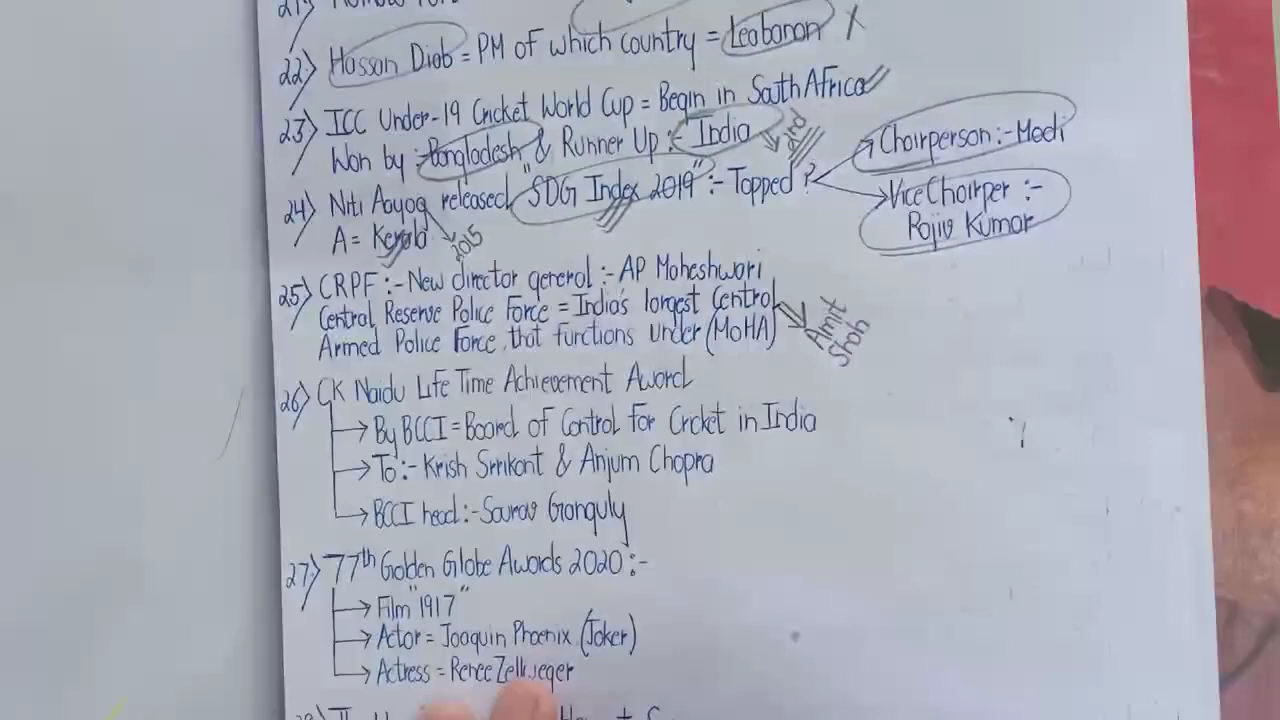 21)
22) Hassan Diab = PM of which country = Leabanan X
23) ICC Under-19 Cricket World Cup = Begin in South Africa
Won by :- Bangladesh & Runner Up :- India
24) Niti Aayog released "SDG Index 2019" :- Topped ?
Chairperson :- Modi
Vice Chairper :-
Rajiv Kumar
A = Kerala
2015
25) CRPF :- New director general :- AP Maheshwari
Central Reserve Police Force = India's largest Central
Armed Police Force that functions under (MoHA)
Amit
Shah
26) CK Naidu Life Time Achievement Award
By BCCI = Board of Control for Cricket in India
To :- Krish Srrikant & Anjum Chopra
BCCI head :- Sourav Ganguly
27) 77th Golden Globe Awards 2020 :-
Film "1917"
Actor = Joaquin Phoenix (Joker)
Actress = Renee Zellweger